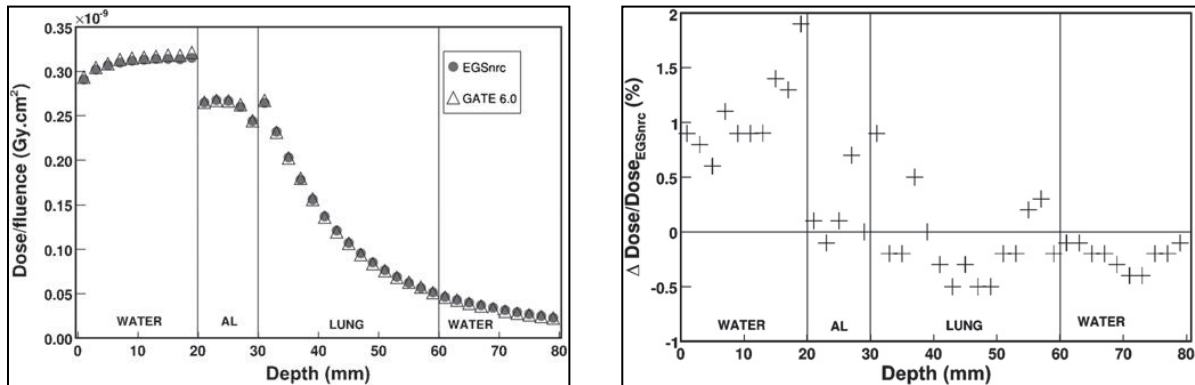 ×10⁻⁹
0.35
0.30
0.25
0.20
0.15
0.10
0.05
0.00
Dose/fluence (Gy.cm²)
EGSnrc
GATE 6.0
WATER AL LUNG WATER
0 10 20 30 40 50 60 70 80
Depth (mm)
2
1.5
1
0.5
0
-0.5
-1
Δ Dose/Dose_EGSnrc (%)
WATER AL LUNG WATER
0 10 20 30 40 50 60 70 80
Depth (mm)